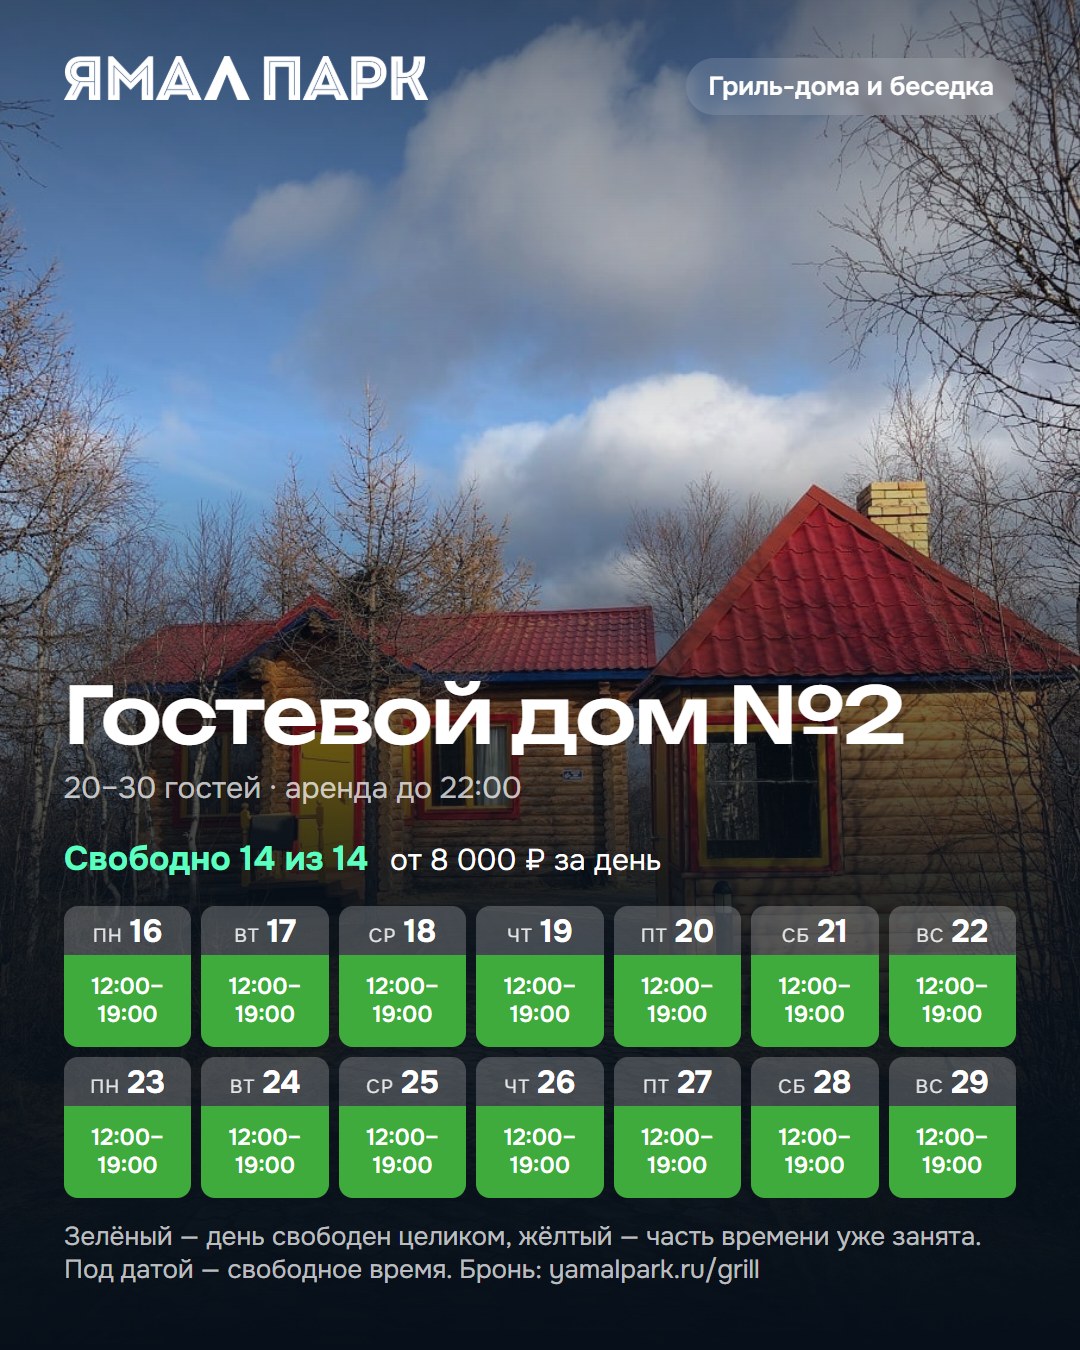 ЯМАЛ ПАРК
Гриль-дома и беседка
Гостевой дом №2
20–30 гостей · аренда до 22:00
Свободно 14 из 14 от 8 000 ₽ за день
ПН 16 ВТ 17 СР 18 ЧТ 19 ПТ 20 СБ 21 ВС 22
12:00– 12:00– 12:00– 12:00– 12:00– 12:00– 12:00–
19:00 19:00 19:00 19:00 19:00 19:00 19:00
ПН 23 ВТ 24 СР 25 ЧТ 26 ПТ 27 СБ 28 ВС 29
12:00– 12:00– 12:00– 12:00– 12:00– 12:00– 12:00–
19:00 19:00 19:00 19:00 19:00 19:00 19:00
Зелёный — день свободен целиком, жёлтый — часть времени уже занята.
Под датой — свободное время. Бронь: yamalpark.ru/grill